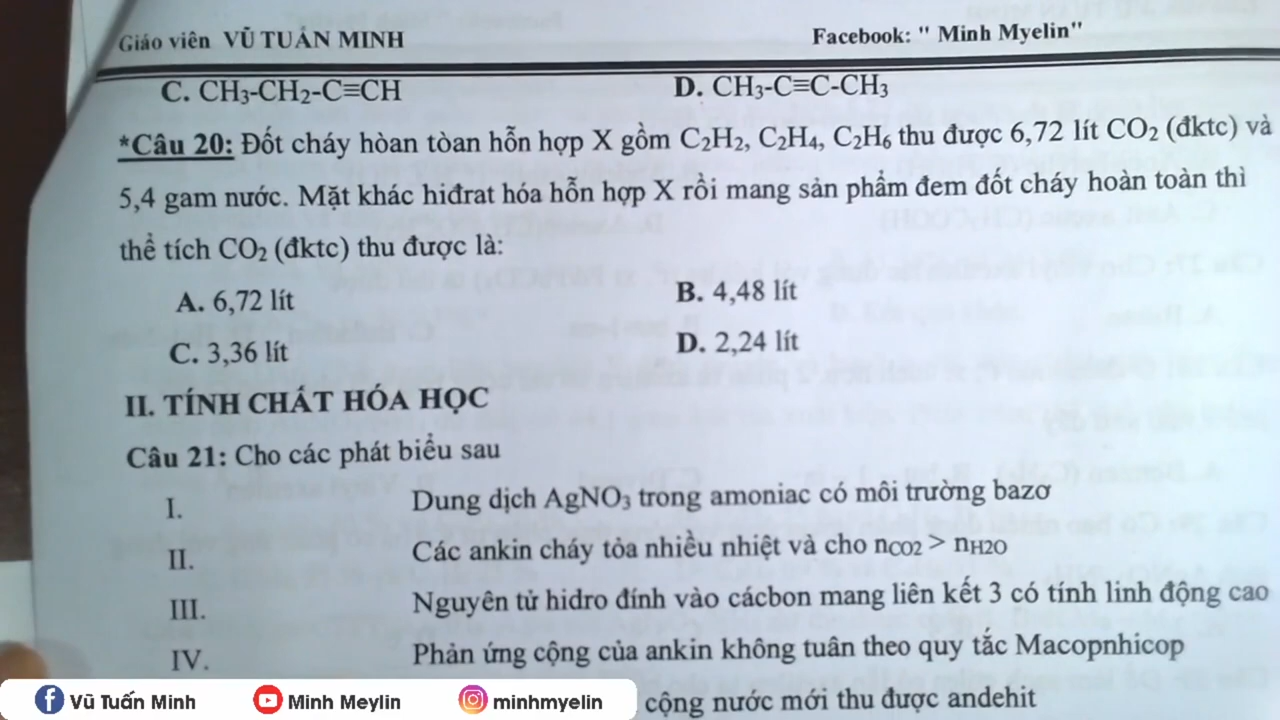 Giáo viên VŨ TUẤN MINH
Facebook: " Minh Myelin"
C. CH3-CH2-C≡CH
D. CH3-C≡C-CH3
*Câu 20: Đốt cháy hòan tòan hỗn hợp X gồm C2H2, C2H4, C2H6 thu được 6,72 lít CO2 (đktc) và
5,4 gam nước. Mặt khác hiđrat hóa hỗn hợp X rồi mang sản phẩm đem đốt cháy hoàn toàn thì
thể tích CO2 (đktc) thu được là:
A. 6,72 lít
B. 4,48 lít
C. 3,36 lít
D. 2,24 lít
II. TÍNH CHẤT HÓA HỌC
Câu 21: Cho các phát biểu sau
I. Dung dịch AgNO3 trong amoniac có môi trường bazơ
II. Các ankin cháy tỏa nhiều nhiệt và cho nCO2 > nH2O
III. Nguyên tử hidro đính vào cácbon mang liên kết 3 có tính linh động cao
IV. Phản ứng cộng của ankin không tuân theo quy tắc Macopnhicop
cộng nước mới thu được andehit
Vũ Tuấn Minh
Minh Meylin
minhmyelin